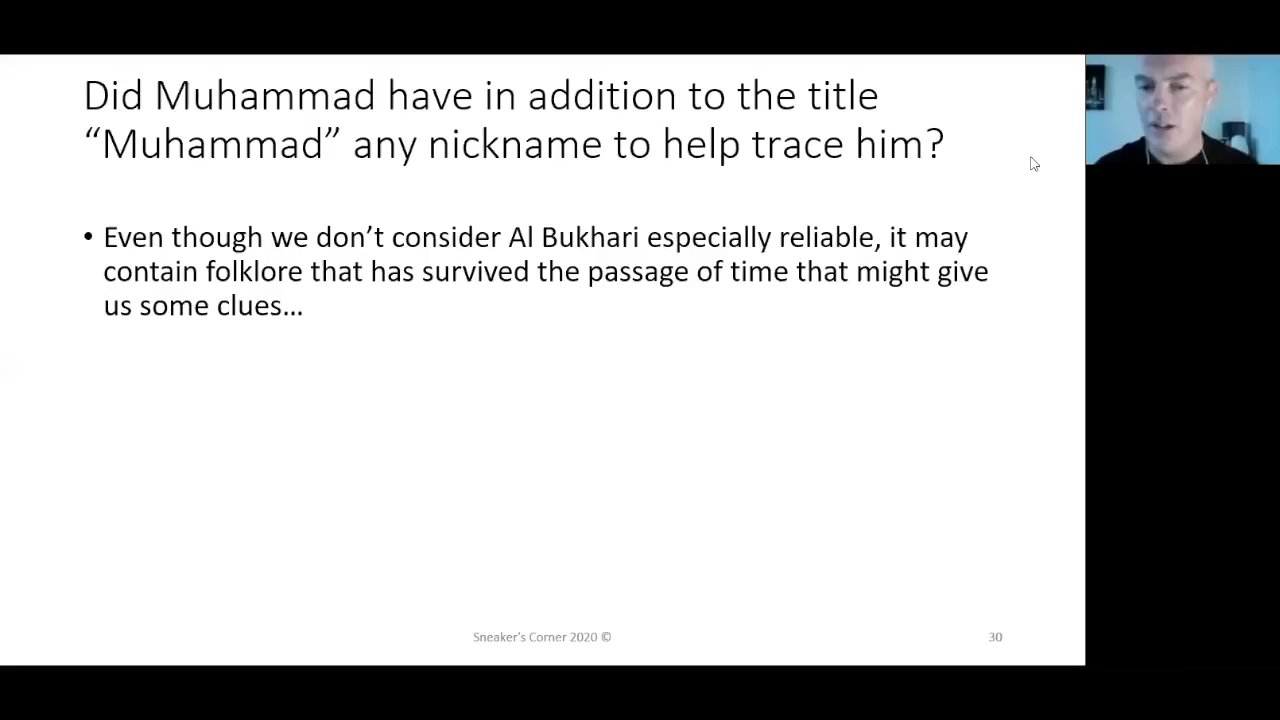 Did Muhammad have in addition to the title
“Muhammad” any nickname to help trace him?
• Even though we don’t consider Al Bukhari especially reliable, it may
contain folklore that has survived the passage of time that might give
us some clues…
Sneaker’s Corner 2020 ©
30